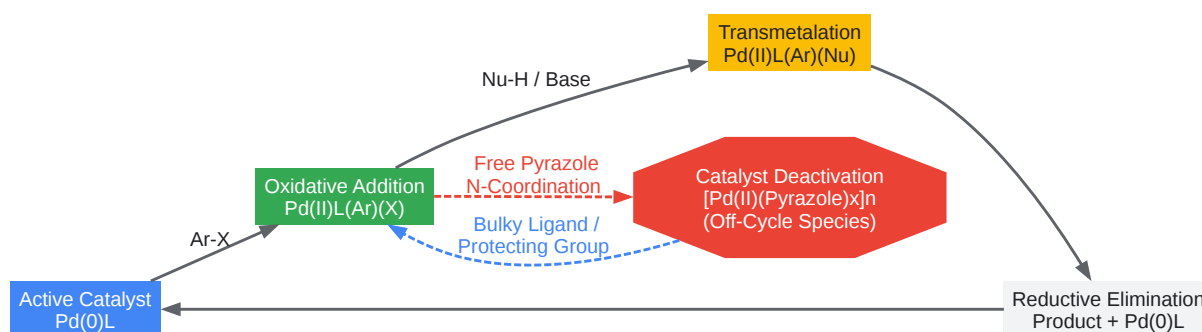 Transmetalation
Pd(II)L(Ar)(Nu)
Nu-H / Base
Free Pyrazole
N-Coordination
Oxidative Addition
Pd(II)L(Ar)(X)
Catalyst Deactivation
[Pd(II)(Pyrazole)x]n
(Off-Cycle Species)
Bulky Ligand /
Protecting Group
Ar-X
Active Catalyst
Pd(0)L
Reductive Elimination
Product + Pd(0)L